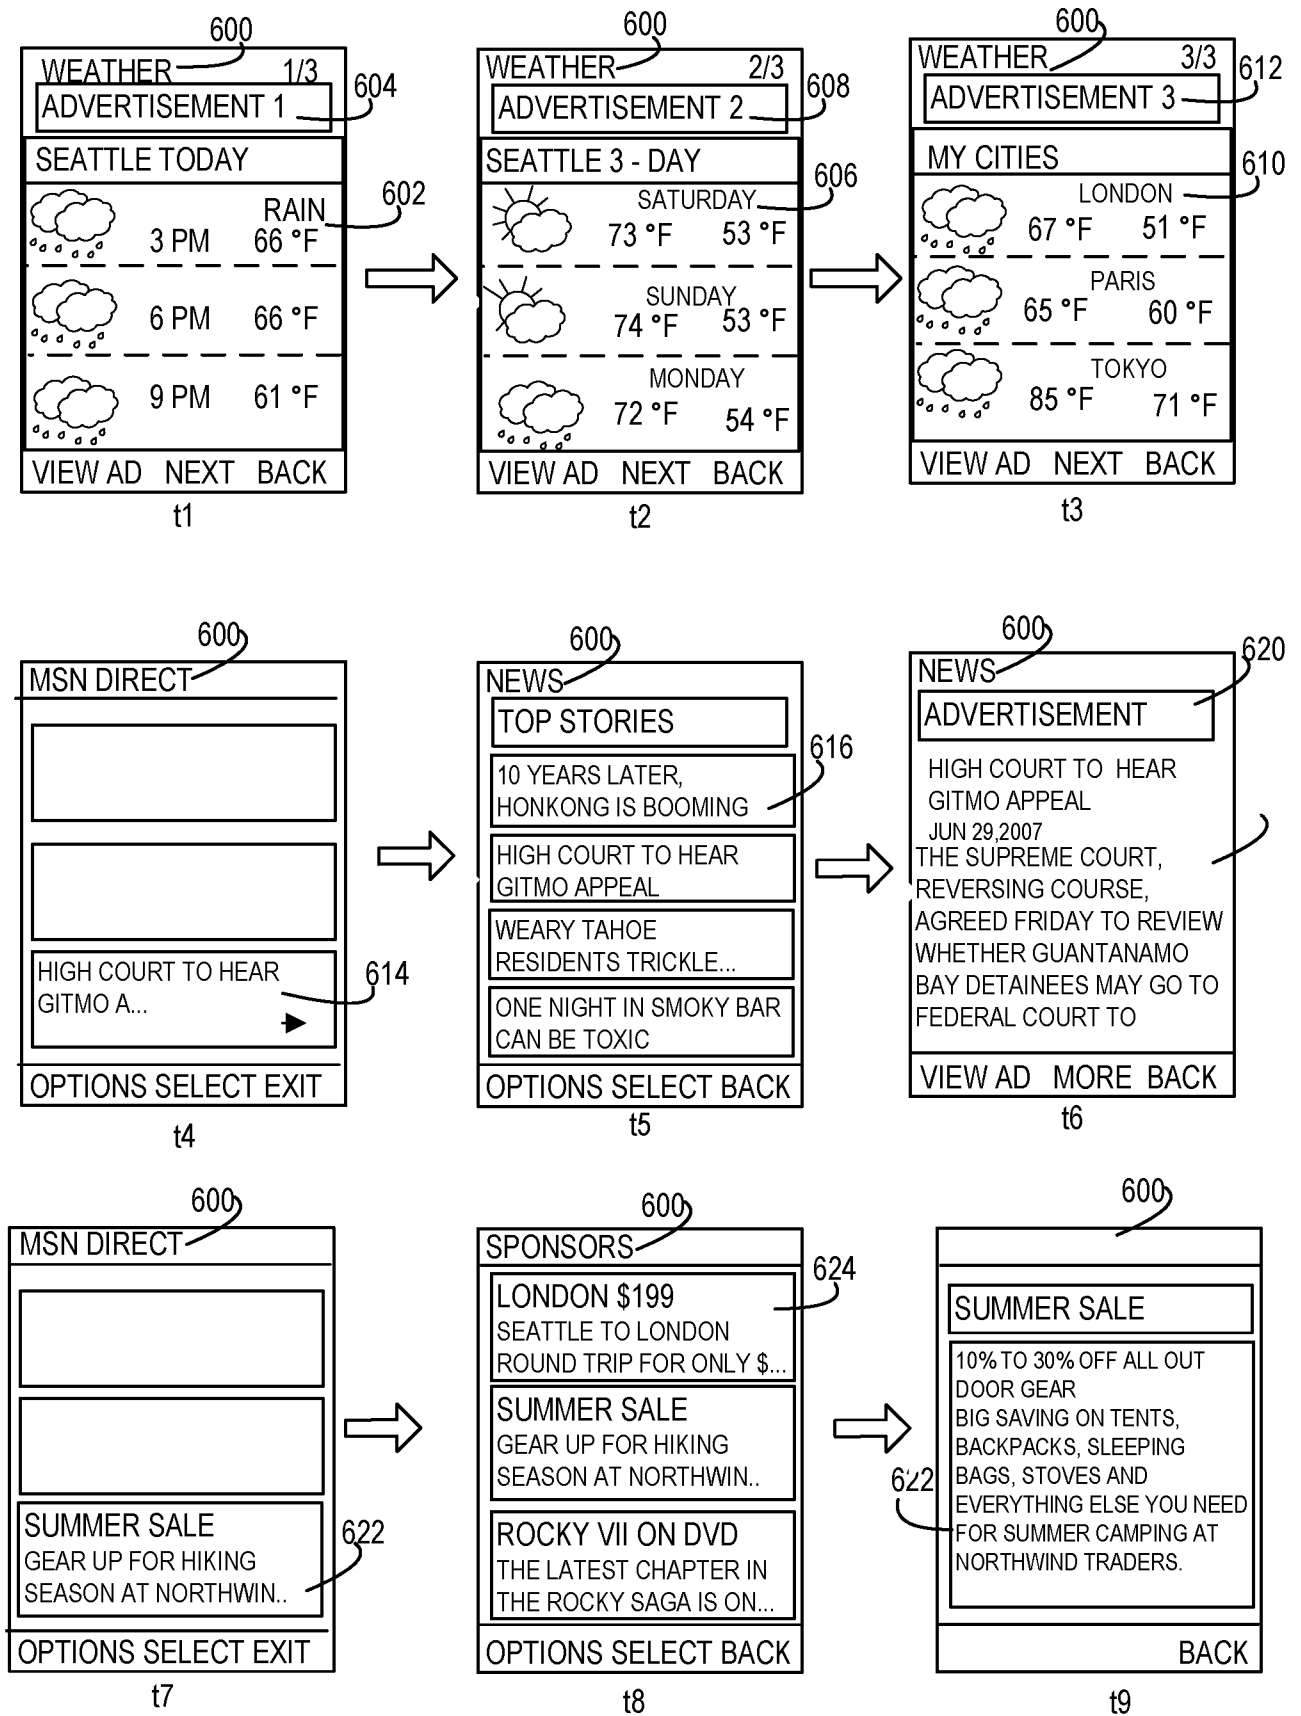 600
WEATHER 1/3
ADVERTISEMENT 1
604
SEATTLE TODAY
602
RAIN
3 PM 66 °F
6 PM 66 °F
9 PM 61 °F
VIEW AD NEXT BACK
t1
600
WEATHER 2/3
ADVERTISEMENT 2
608
SEATTLE 3 - DAY
606
SATURDAY
73 °F 53 °F
SUNDAY
74 °F 53 °F
MONDAY
72 °F 54 °F
VIEW AD NEXT BACK
t2
600
WEATHER 3/3
612
ADVERTISEMENT 3
MY CITIES
610
LONDON
67 °F 51 °F
PARIS
65 °F 60 °F
TOKYO
85 °F 71 °F
VIEW AD NEXT BACK
t3
600
MSN DIRECT
HIGH COURT TO HEAR
GITMO A...
614
OPTIONS SELECT EXIT
t4
600
NEWS
TOP STORIES
616
10 YEARS LATER,
HONKONG IS BOOMING
HIGH COURT TO HEAR
GITMO APPEAL
WEARY TAHOE
RESIDENTS TRICKLE...
ONE NIGHT IN SMOKY BAR
CAN BE TOXIC
OPTIONS SELECT BACK
t5
600
620
NEWS
ADVERTISEMENT
HIGH COURT TO HEAR
GITMO APPEAL
JUN 29,2007
THE SUPREME COURT,
REVERSING COURSE,
AGREED FRIDAY TO REVIEW
WHETHER GUANTANAMO
BAY DETAINEES MAY GO TO
FEDERAL COURT TO
VIEW AD MORE BACK
t6
600
MSN DIRECT
SUMMER SALE
GEAR UP FOR HIKING
SEASON AT NORTHWIN..
622
OPTIONS SELECT EXIT
t7
600
SPONSORS
624
LONDON $199
SEATTLE TO LONDON
ROUND TRIP FOR ONLY $...
SUMMER SALE
GEAR UP FOR HIKING
SEASON AT NORTHWIN..
ROCKY VII ON DVD
THE LATEST CHAPTER IN
THE ROCKY SAGA IS ON...
OPTIONS SELECT BACK
t8
600
SUMMER SALE
10% TO 30% OFF ALL OUT
DOOR GEAR
BIG SAVING ON TENTS,
BACKPACKS, SLEEPING
BAGS, STOVES AND
EVERYTHING ELSE YOU NEED
FOR SUMMER CAMPING AT
NORTHWIND TRADERS.
622
BACK
t9